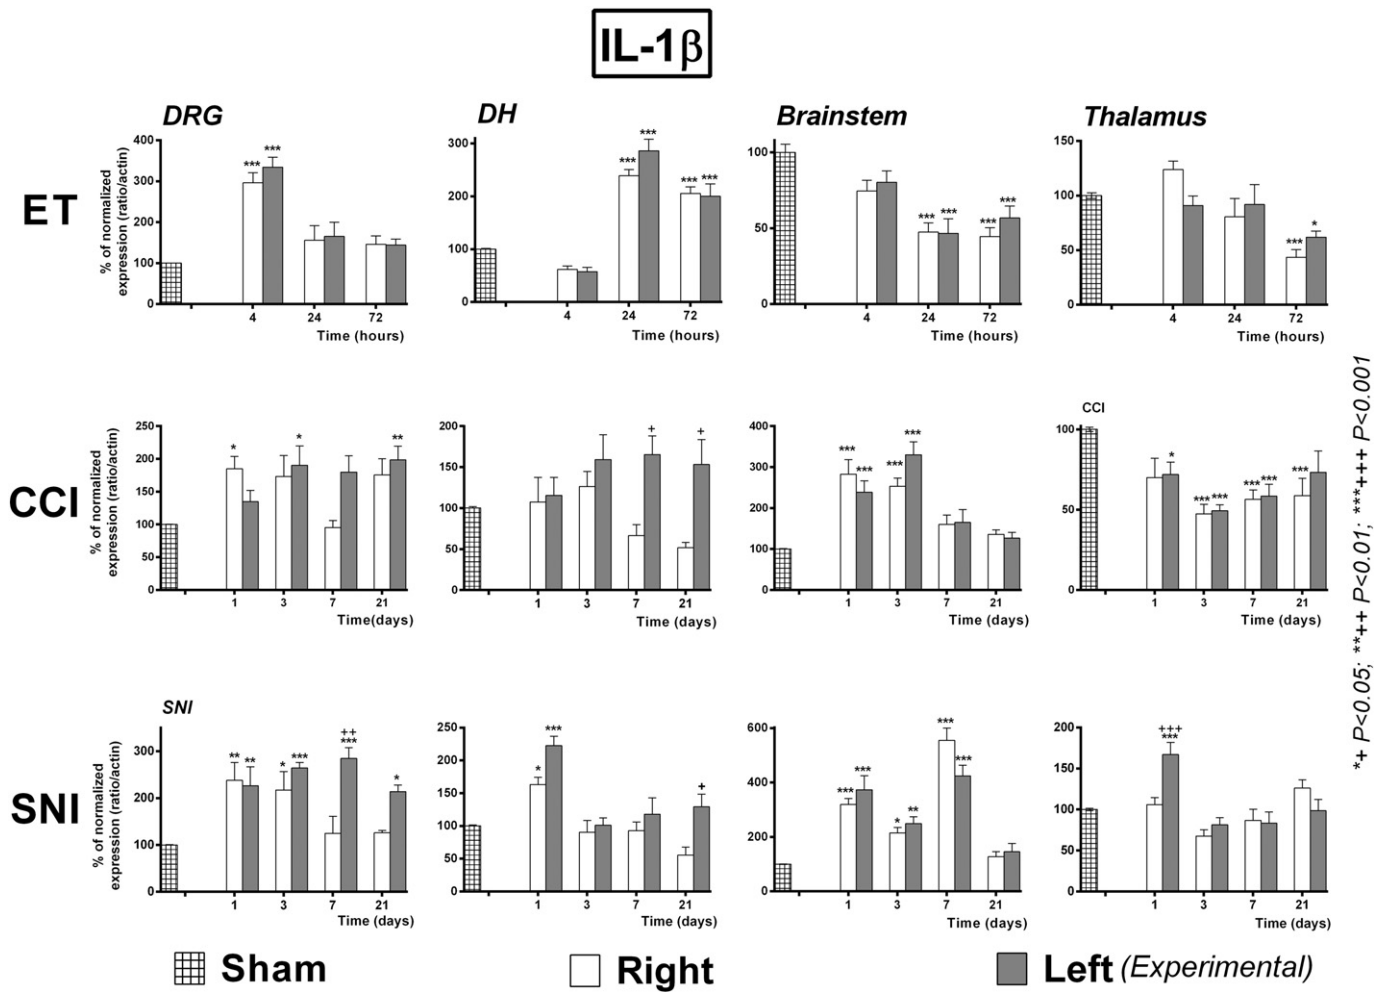 IL-1β
DRG
DH
Brainstem
Thalamus
ET
% of normalized
expression (ratio/actin)
400
300
200
100
0
*** ***
4 24 72
Time (hours)
300
200
100
0
*** *** *** ***
4 24 72
Time (hours)
100
50
0
*** *** *** ***
4 24 72
Time (hours)
150
100
50
0
*** *
4 24 72
Time (hours)
CCI
% of normalized
expression (ratio/actin)
250
200
150
100
50
0
* * **
1 3 7 21
Time(days)
200
150
100
50
0
+ +
1 3 7 21
Time (days)
400
300
200
100
0
*** *** *** ***
1 3 7 21
Time (days)
CCI
100
50
0
* *** *** *** *** ***
1 3 7 21
Time (days)
*+ P<0.05; **++ P<0.01; ***+++ P<0.001
SNI
SNI
% of normalized
expression (ratio/actin)
300
200
100
0
++
** ** * *** *** *
1 3 7 21
Time (days)
250
200
150
100
50
0
* *** +
1 3 7 21
Time (days)
600
400
200
0
*** *** * ** *** ***
1 3 7 21
Time (days)
200
150
100
50
0
+++
***
1 3 7 21
Time (days)
Sham
Right
Left (Experimental)